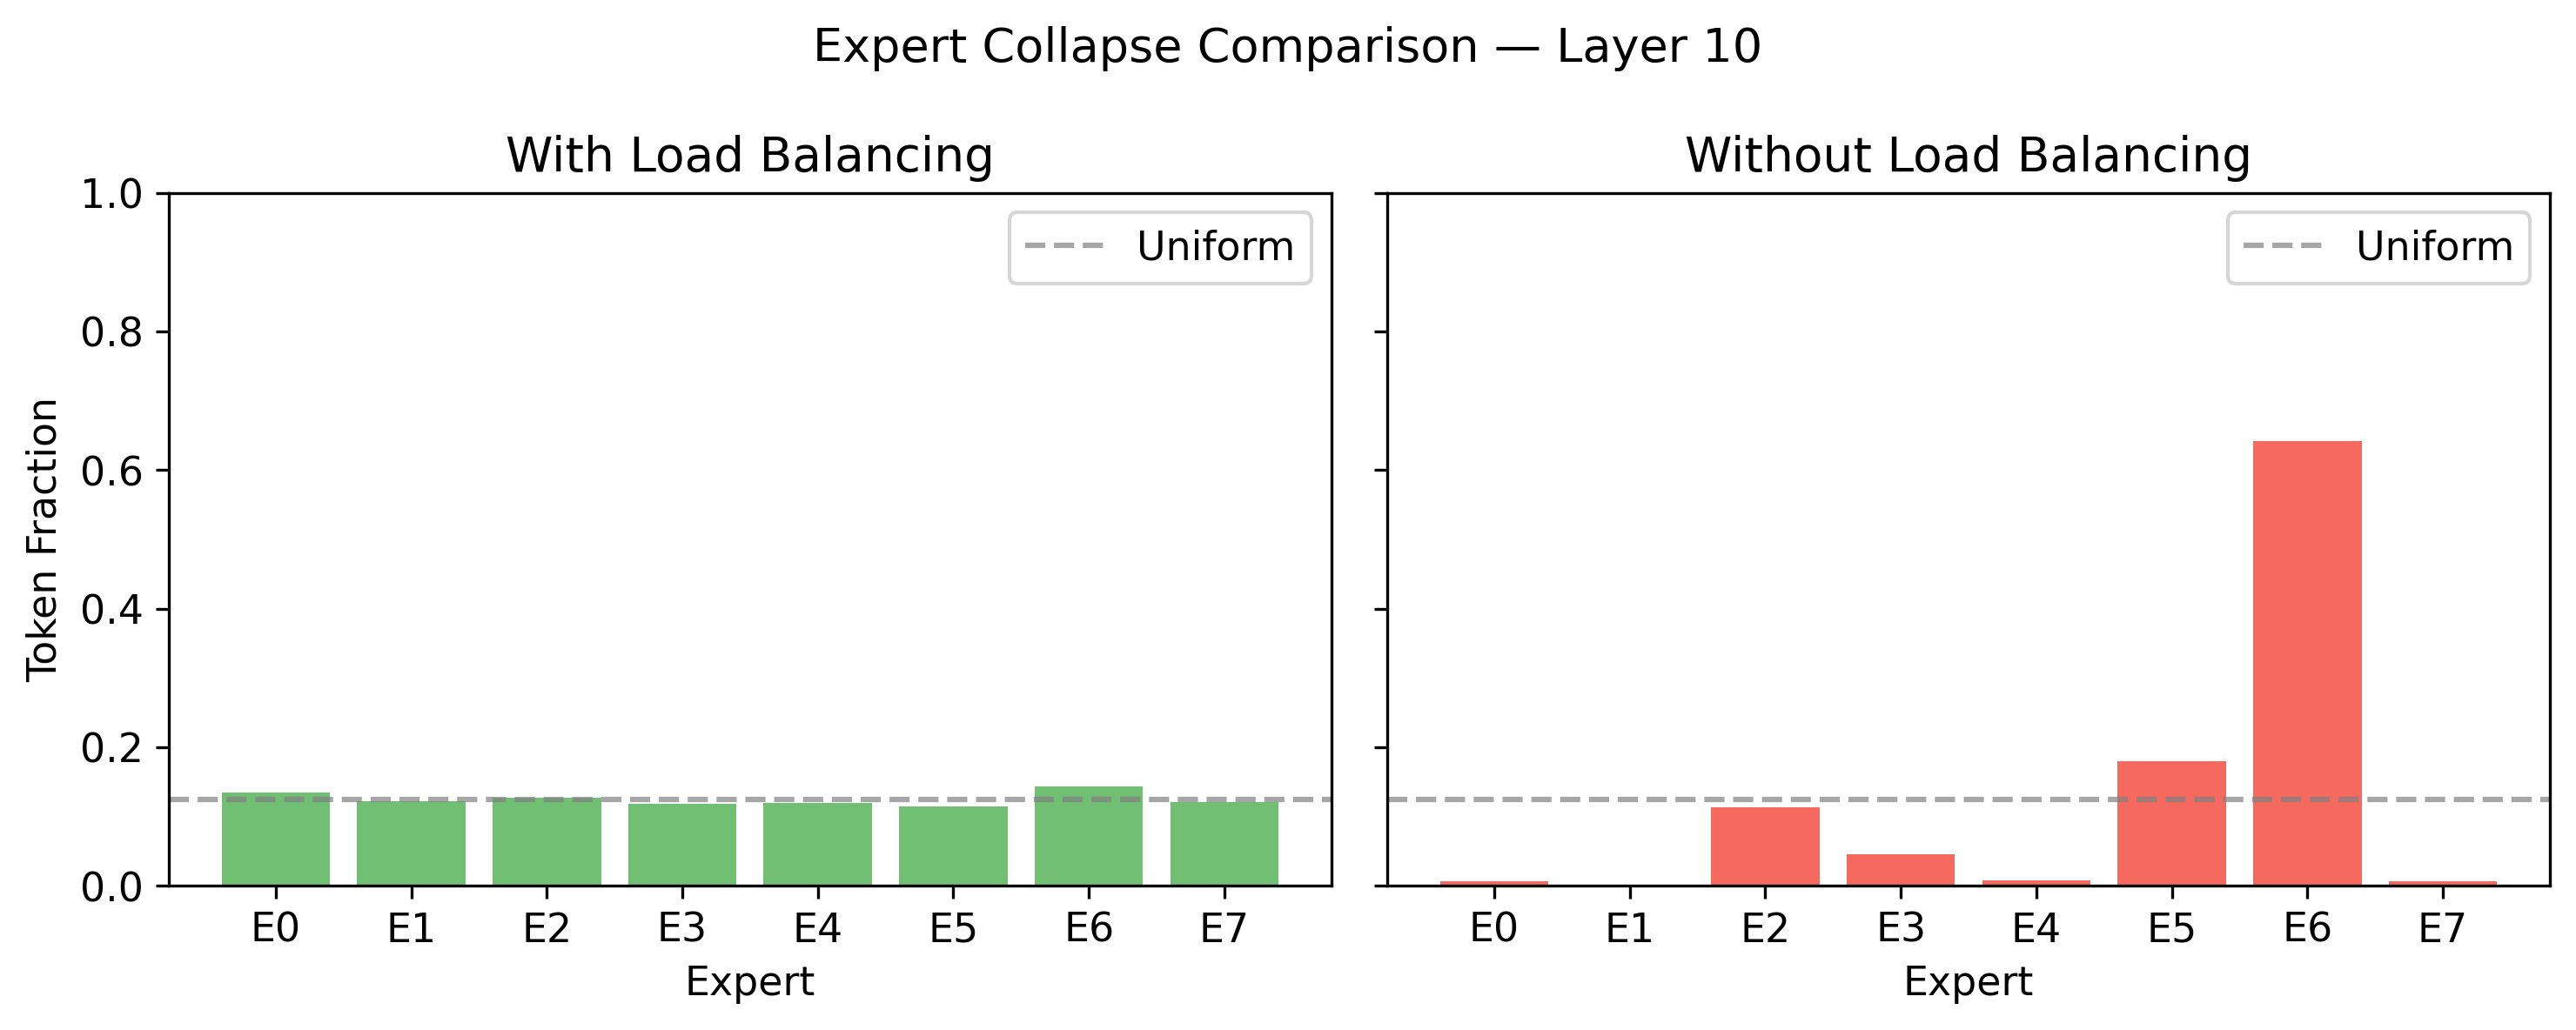 Expert Collapse Comparison — Layer 10
With Load Balancing
Uniform
1.0
0.8
0.6
0.4
0.2
0.0
Token Fraction
E0 E1 E2 E3 E4 E5 E6 E7
Expert
Without Load Balancing
Uniform
E0 E1 E2 E3 E4 E5 E6 E7
Expert